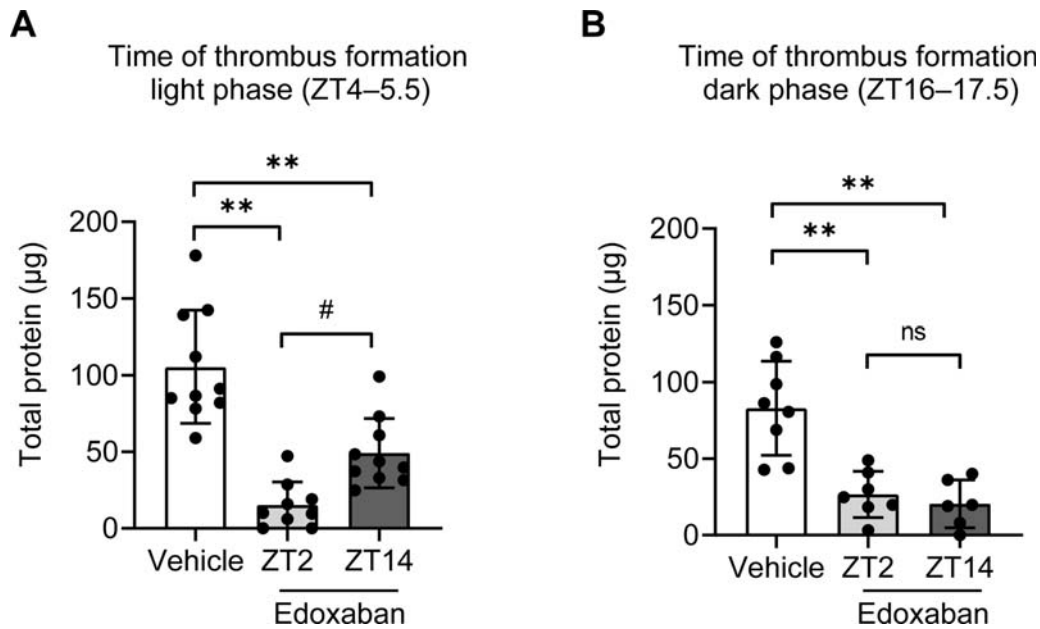 A
Time of thrombus formation
light phase (ZT4–5.5)
**
**
#
200
150
100
50
0
Total protein (µg)
Vehicle
ZT2
ZT14
Edoxaban
B
Time of thrombus formation
dark phase (ZT16–17.5)
**
**
ns
200
150
100
50
0
Total protein (µg)
Vehicle
ZT2
ZT14
Edoxaban